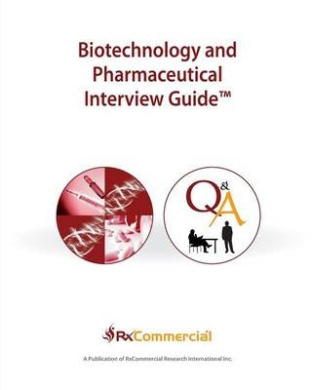 Biotechnology and
Pharmaceutical
Interview Guide™
Q&A
RxCommercial
A Publication of RxCommercial Research International Inc.